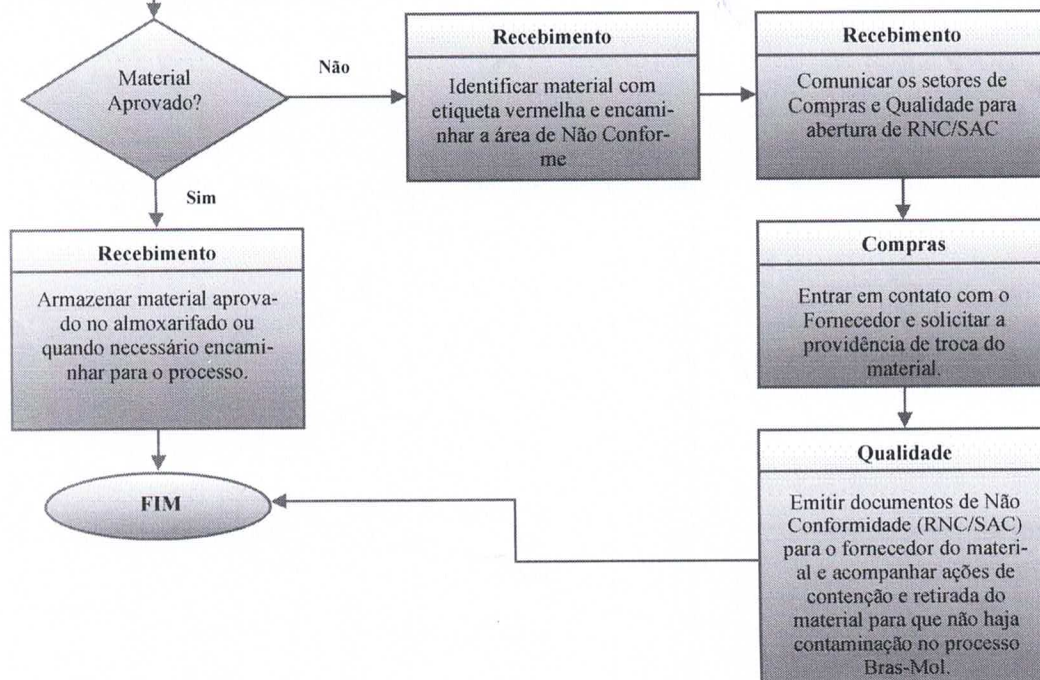 Material
Aprovado?
Não
Sim
Recebimento
Identificar material com
etiqueta vermelha e encami-
nhar a área de Não Confor-
me
Recebimento
Comunicar os setores de
Compras e Qualidade para
abertura de RNC/SAC
Recebimento
Armazenar material aprova-
do no almoxarifado ou
quando necessário encami-
nhar para o processo.
Compras
Entrar em contato com o
Fornecedor e solicitar a
providência de troca do
material.
Qualidade
Emitir documentos de Não
Conformidade (RNC/SAC)
para o fornecedor do materi-
al e acompanhar ações de
contenção e retirada do
material para que não haja
contaminação no processo
Bras-Mol.
FIM